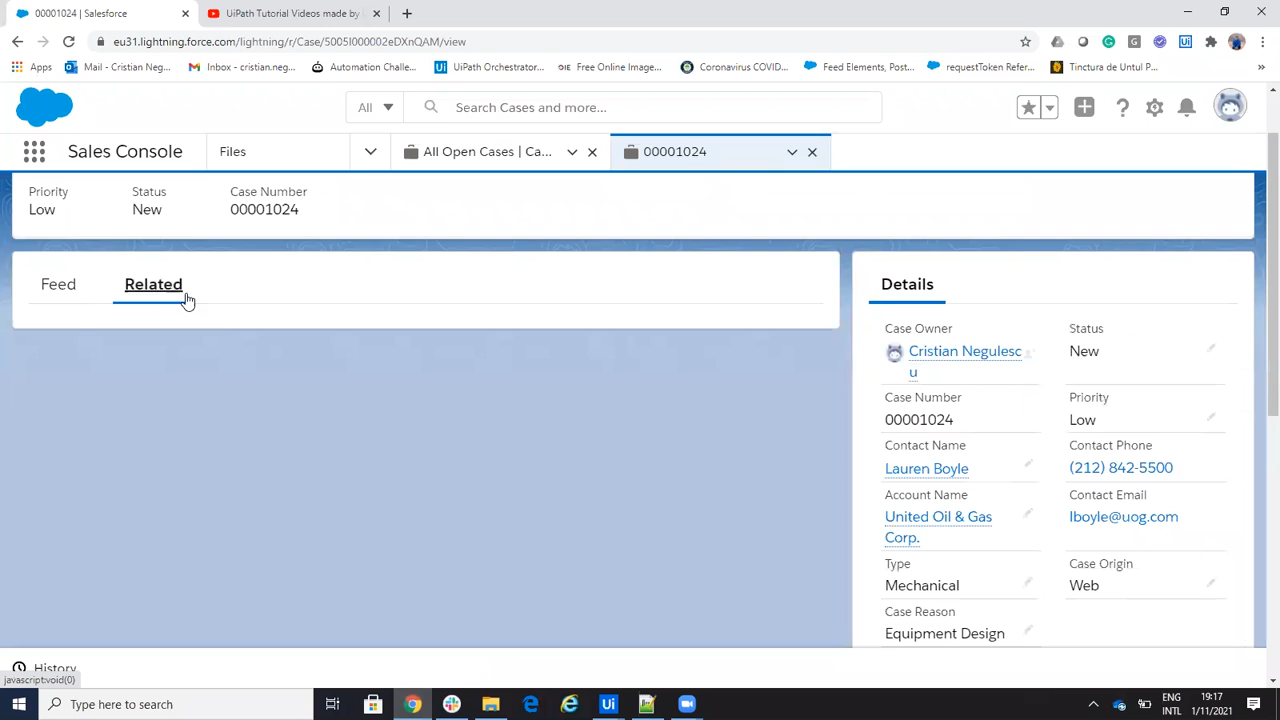 00001024 | Salesforce
UiPath Tutorial Videos made by
eu31.lightning.force.com/lightning/r/Case/5005I000002eDXnQAM/view
Apps
Mail - Cristian Neg...
Inbox - cristian.neg...
Automation Challe...
UiPath Orchestrator...
Free Online Image...
Coronavirus COVID...
Feed Elements, Post...
requestToken Refer...
Tinctura de Untul P...
All
Search Cases and more...
Sales Console
Files
All Open Cases | Ca...
00001024
Priority
Status
Case Number
Low
New
00001024
Feed
Related
Details
Case Owner
Status
Cristian Negulesc
u
New
Case Number
Priority
00001024
Low
Contact Name
Contact Phone
Lauren Boyle
(212) 842-5500
Account Name
Contact Email
United Oil & Gas
Corp.
lboyle@uog.com
Type
Case Origin
Mechanical
Web
Case Reason
Equipment Design
History
javascript:void(0)
Type here to search
Ui
ENG
INTL
19:17
1/11/2021